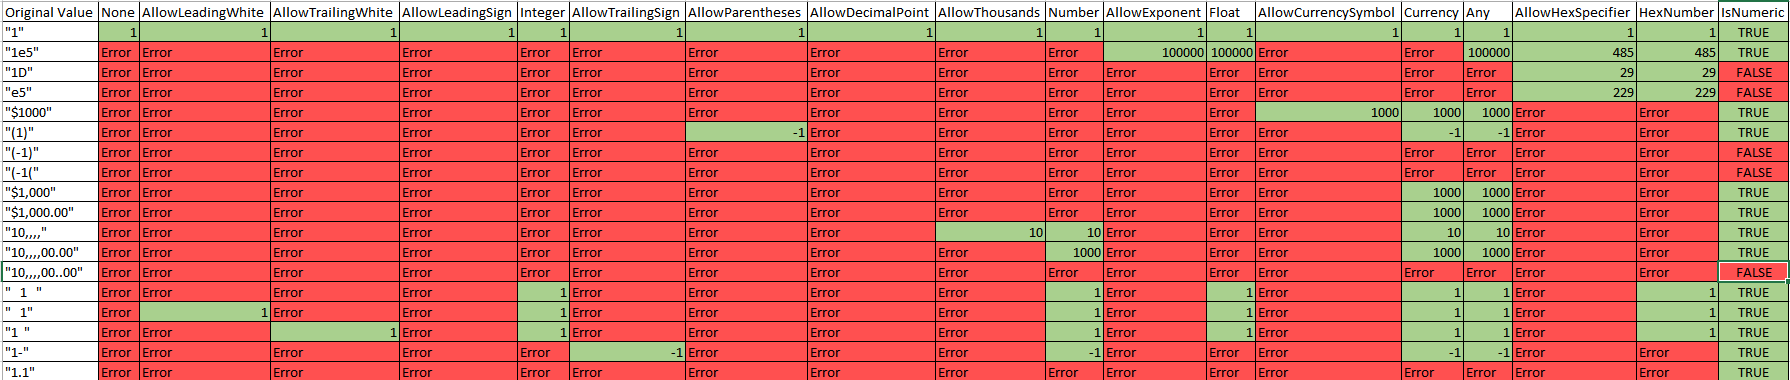 Original Value None AllowLeadingWhite AllowTrailingWhite AllowLeadingSign Integer AllowTrailingSign AllowParentheses AllowDecimalPoint AllowThousands Number AllowExponent Float AllowCurrencySymbol Currency Any AllowHexSpecifier HexNumber IsNumeric
"1" 1 1 1 1 1 1 1 1 1 1 1 1 1 1 1 1 1 TRUE
"1e5" Error Error Error Error Error Error Error Error Error Error 100000 100000 Error Error 100000 485 485 TRUE
"1D" Error Error Error Error Error Error Error Error Error Error Error Error Error Error Error 29 29 FALSE
"e5" Error Error Error Error Error Error Error Error Error Error Error Error Error Error Error 229 229 FALSE
"$1000" Error Error Error Error Error Error Error Error Error Error Error Error 1000 1000 1000 Error Error TRUE
"(1)" Error Error Error Error Error Error -1 Error Error Error Error Error Error -1 -1 Error Error TRUE
"(-1)" Error Error Error Error Error Error Error Error Error Error Error Error Error Error Error Error Error FALSE
"(-1(" Error Error Error Error Error Error Error Error Error Error Error Error Error Error Error Error Error FALSE
"$1,000" Error Error Error Error Error Error Error Error Error Error Error Error Error 1000 1000 Error Error TRUE
"$1,000.00" Error Error Error Error Error Error Error Error Error Error Error Error Error 1000 1000 Error Error TRUE
"10,,,," Error Error Error Error Error Error Error Error 10 10 Error Error Error 10 10 Error Error TRUE
"10,,,,00.00" Error Error Error Error Error Error Error Error Error 1000 Error Error Error 1000 1000 Error Error TRUE
"10,,,,00..00" Error Error Error Error Error Error Error Error Error Error Error Error Error Error Error Error Error FALSE
"  1  " Error Error Error Error 1 Error Error Error Error 1 Error 1 Error 1 1 Error 1 TRUE
"  1" Error 1 Error Error 1 Error Error Error Error 1 Error 1 Error 1 1 Error 1 TRUE
"1  " Error Error 1 Error 1 Error Error Error Error 1 Error 1 Error 1 1 Error 1 TRUE
"1-" Error Error Error Error Error -1 Error Error Error -1 Error Error Error -1 -1 Error Error TRUE
"1.1" Error Error Error Error Error Error Error Error Error Error Error Error Error Error Error Error Error TRUE